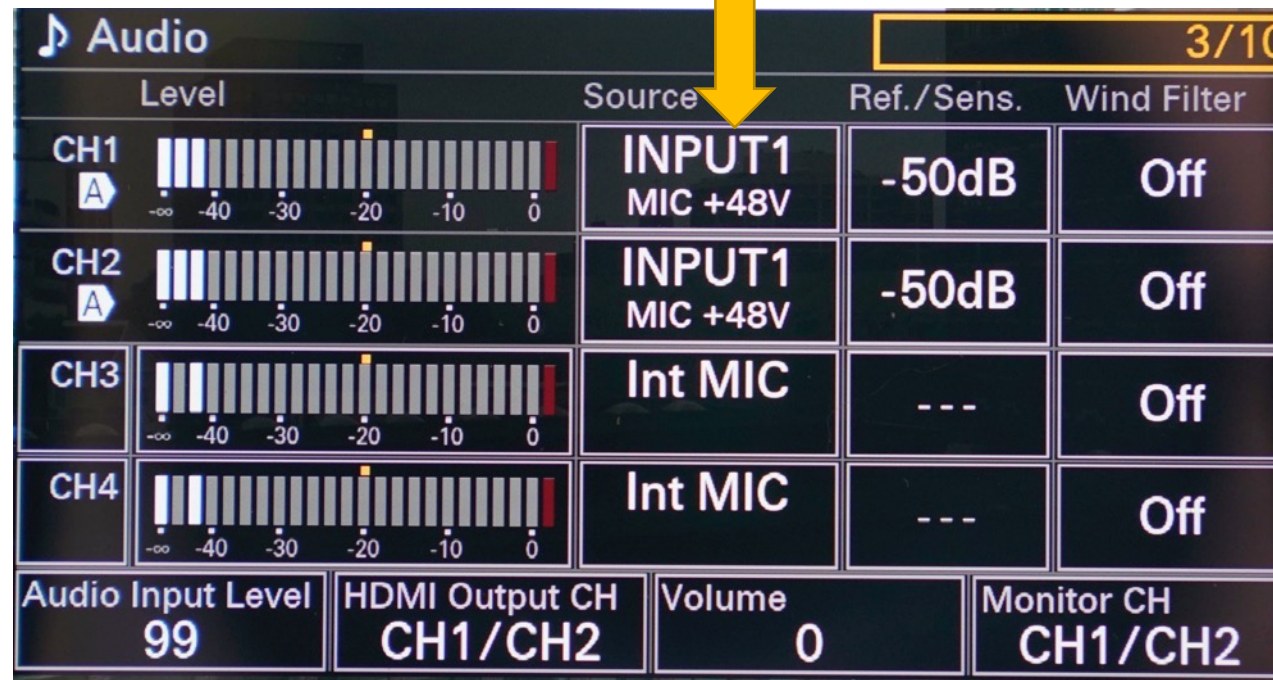 ♪ Audio 3/10
Level Source Ref./Sens. Wind Filter
CH1 INPUT1 -50dB Off
A MIC +48V
-∞ -40 -30 -20 -10 0
CH2 INPUT1 -50dB Off
A MIC +48V
-∞ -40 -30 -20 -10 0
CH3 Int MIC --- Off
-∞ -40 -30 -20 -10 0
CH4 Int MIC --- Off
-∞ -40 -30 -20 -10 0
Audio Input Level HDMI Output CH Volume Monitor CH
99 CH1/CH2 0 CH1/CH2